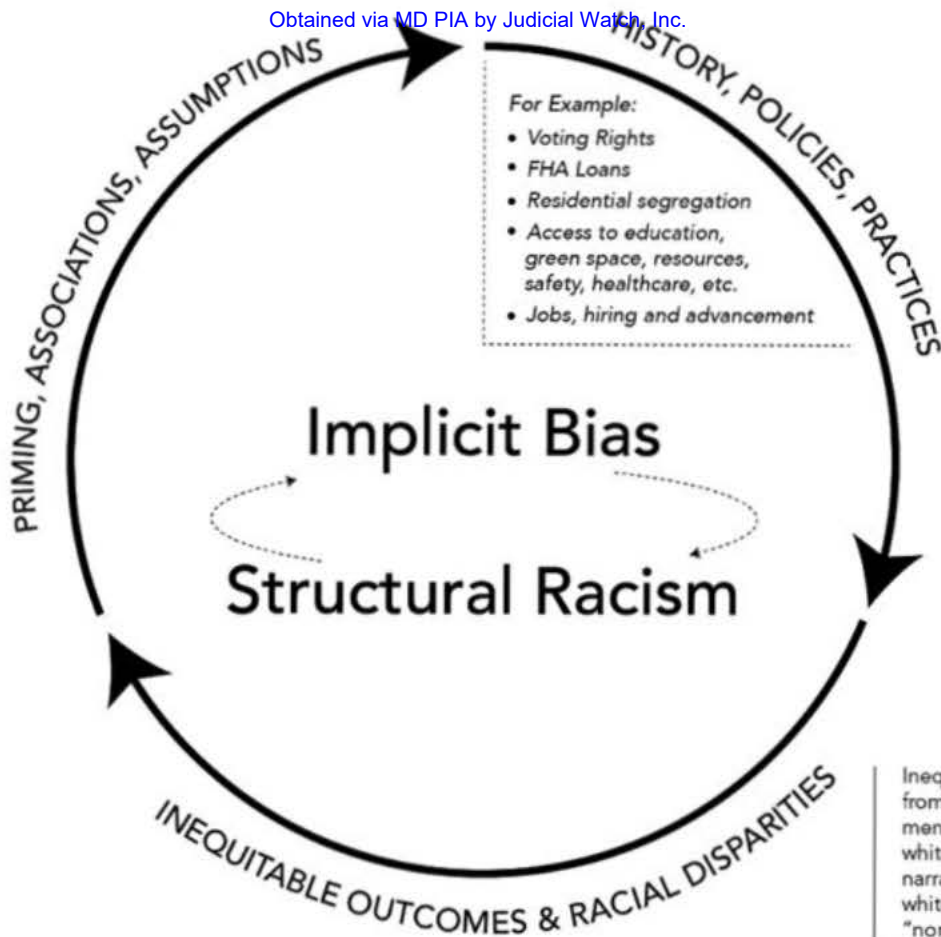 Obtained via MD PIA by Judicial Watch, Inc.
PRIMING, ASSOCIATIONS, ASSUMPTIONS
HISTORY, POLICIES, PRACTICES
For Example:
• Voting Rights
• FHA Loans
• Residential segregation
• Access to education,
green space, resources,
safety, healthcare, etc.
• Jobs, hiring and advancement
Implicit Bias
Structural Racism
INEQUITABLE OUTCOMES & RACIAL DISPARITIES
from